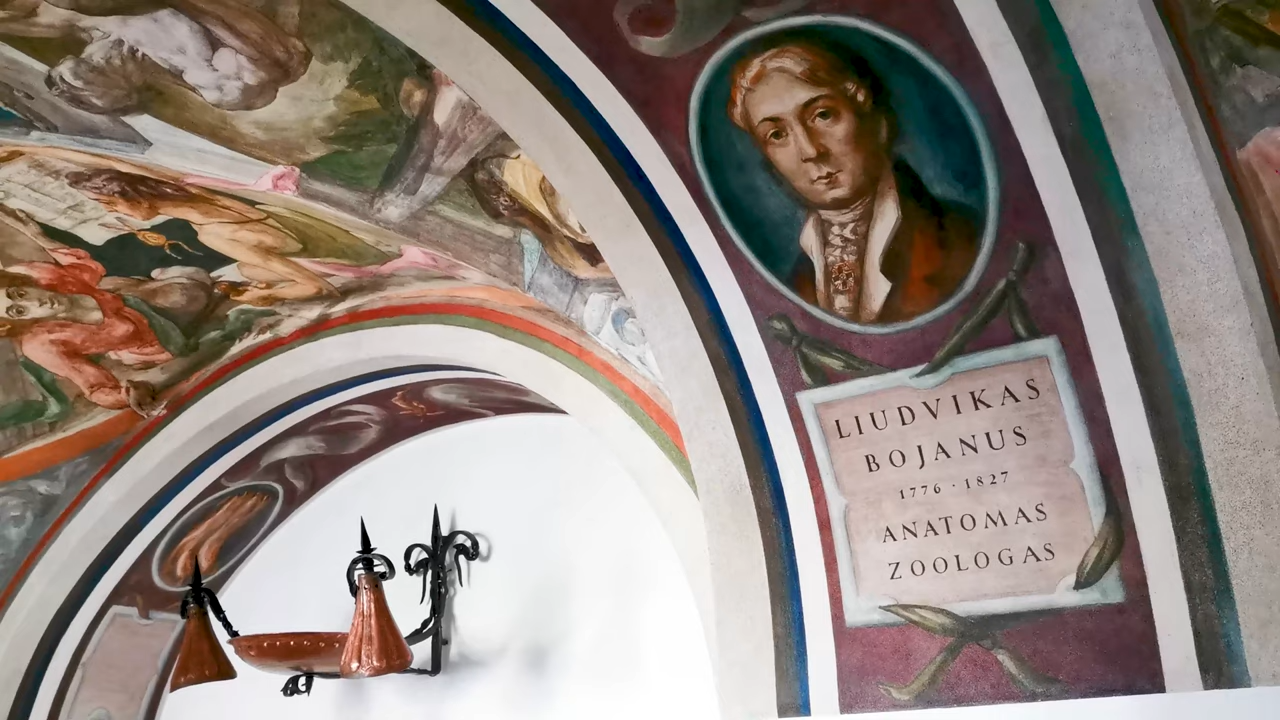 LIUDVIKAS
BOJANUS
1776 · 1827
ANATOMAS
ZOOLOGAS